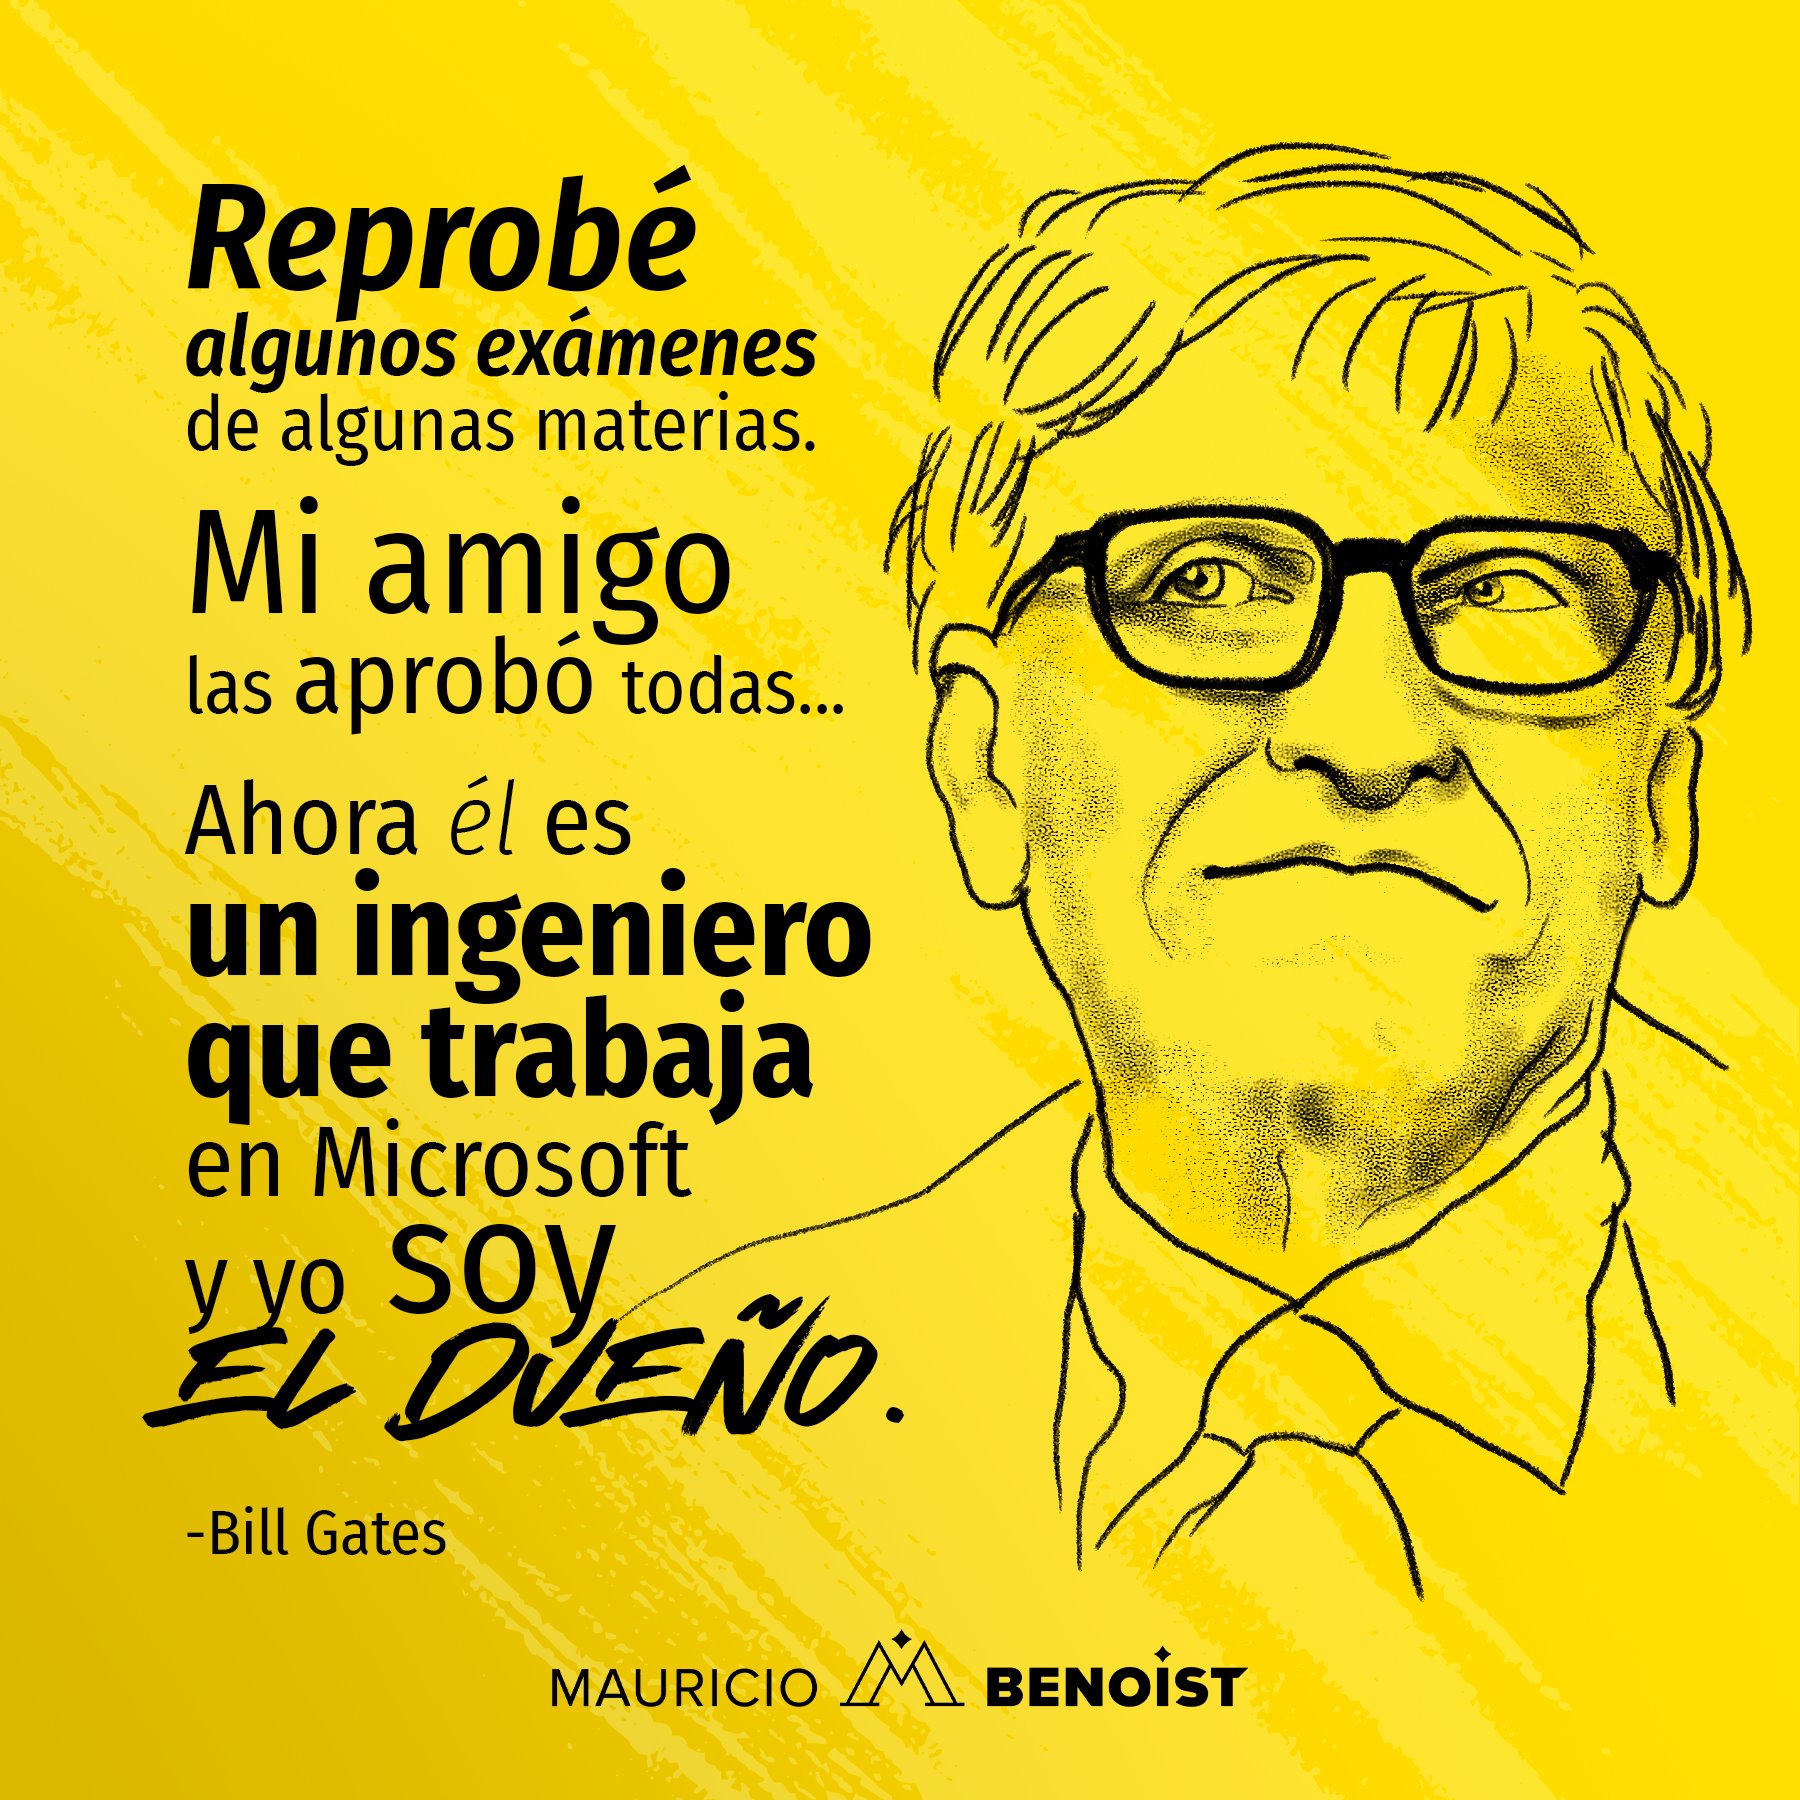 Reprobé
algunos exámenes
de algunas materias.
Mi amigo
las aprobó todas...
Ahora él es
un ingeniero
que trabaja
en Microsoft
y yo soy
EL DUEÑO.
-Bill Gates
MAURICIO BENOIST